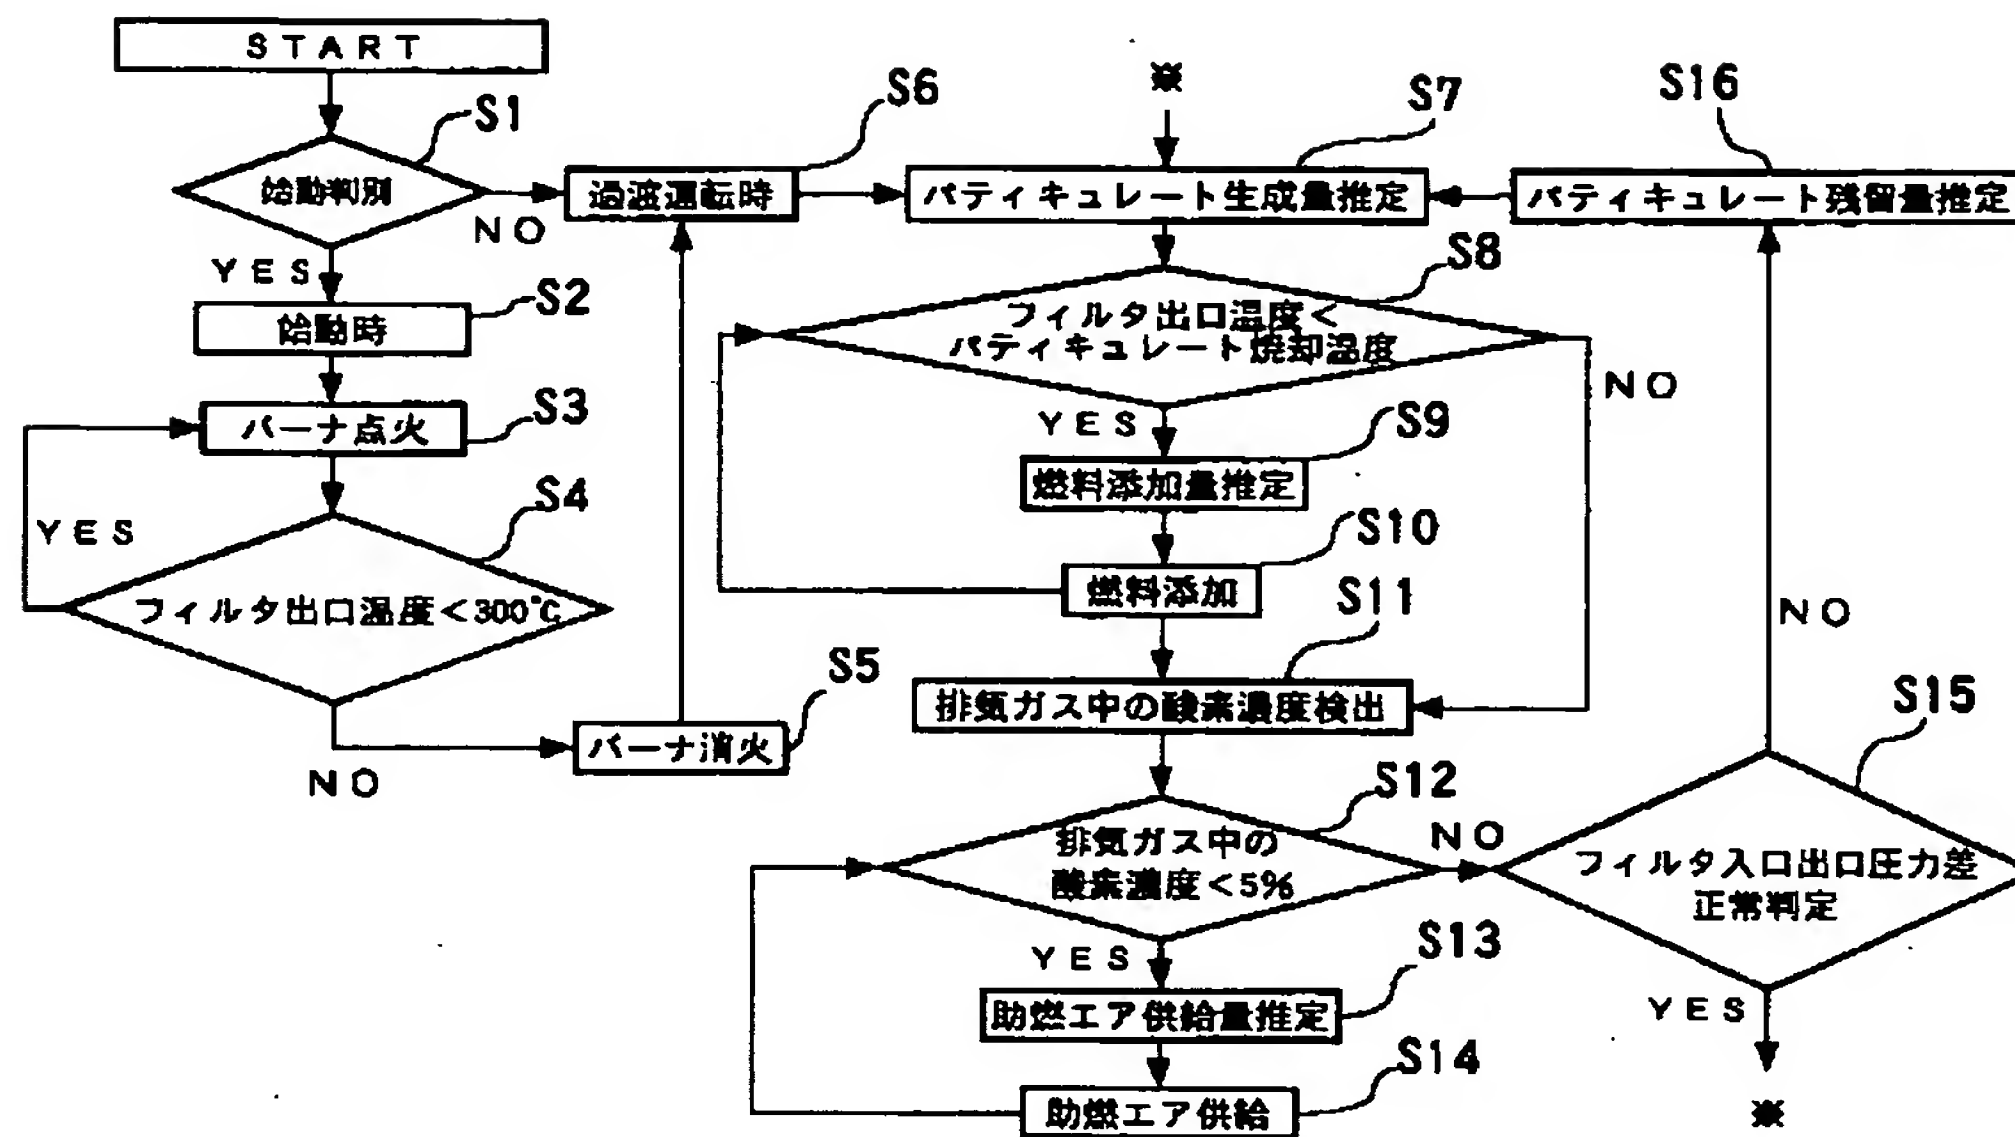 START
S1
始動判別
NO
YES
S2
始動時
S3
バーナ点火
S4
YES
フィルタ出口温度<300℃
NO
S5
バーナ消火
S6
過渡運転時
※
S7
パティキュレート生成量推定
S16
パティキュレート残留量推定
S8
フィルタ出口温度<
パティキュレート焼却温度
NO
YES
S9
燃料添加量推定
S10
燃料添加
S11
排気ガス中の酸素濃度検出
S12
排気ガス中の
酸素濃度<5%
NO
YES
S13
助燃エア供給量推定
S14
助燃エア供給
S15
フィルタ入口出口圧力差
正常判定
NO
YES
※